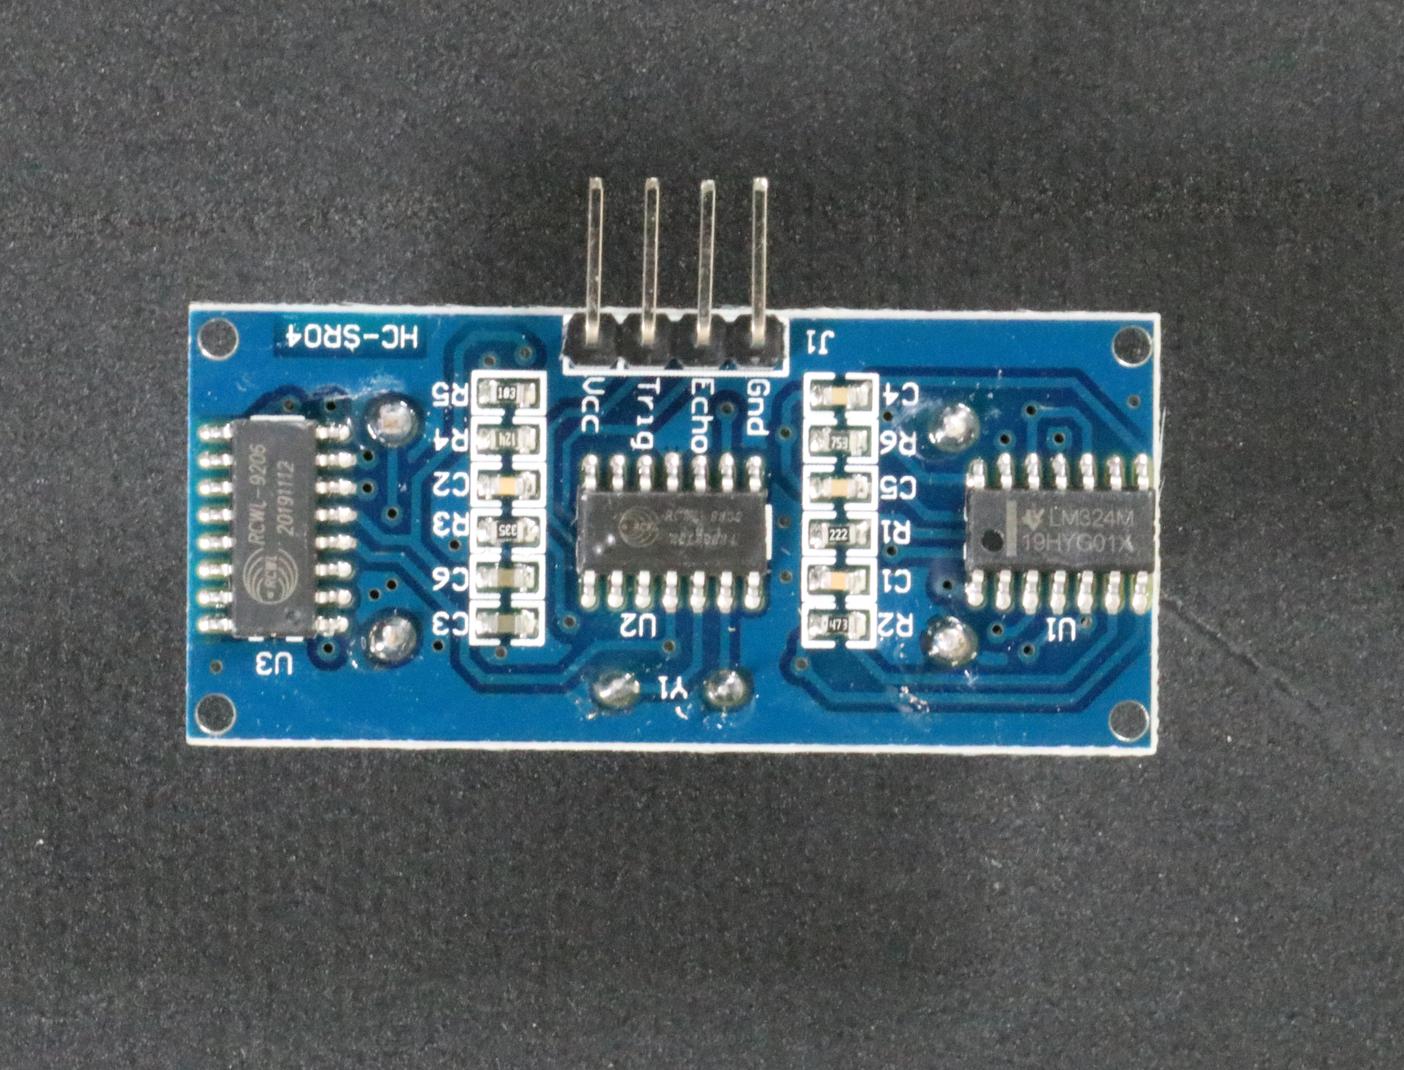 HC-SR04
J1
Vcc
Trig
Echo
Gnd
R5
103
R4
124
C2
R3
335
C6
C3
C4
R6
753
C5
R1
222
C1
R2
473
RCWL-9206
20191112
RCWL
U3
U2
LM324M
19HYG01X
U1
Y1